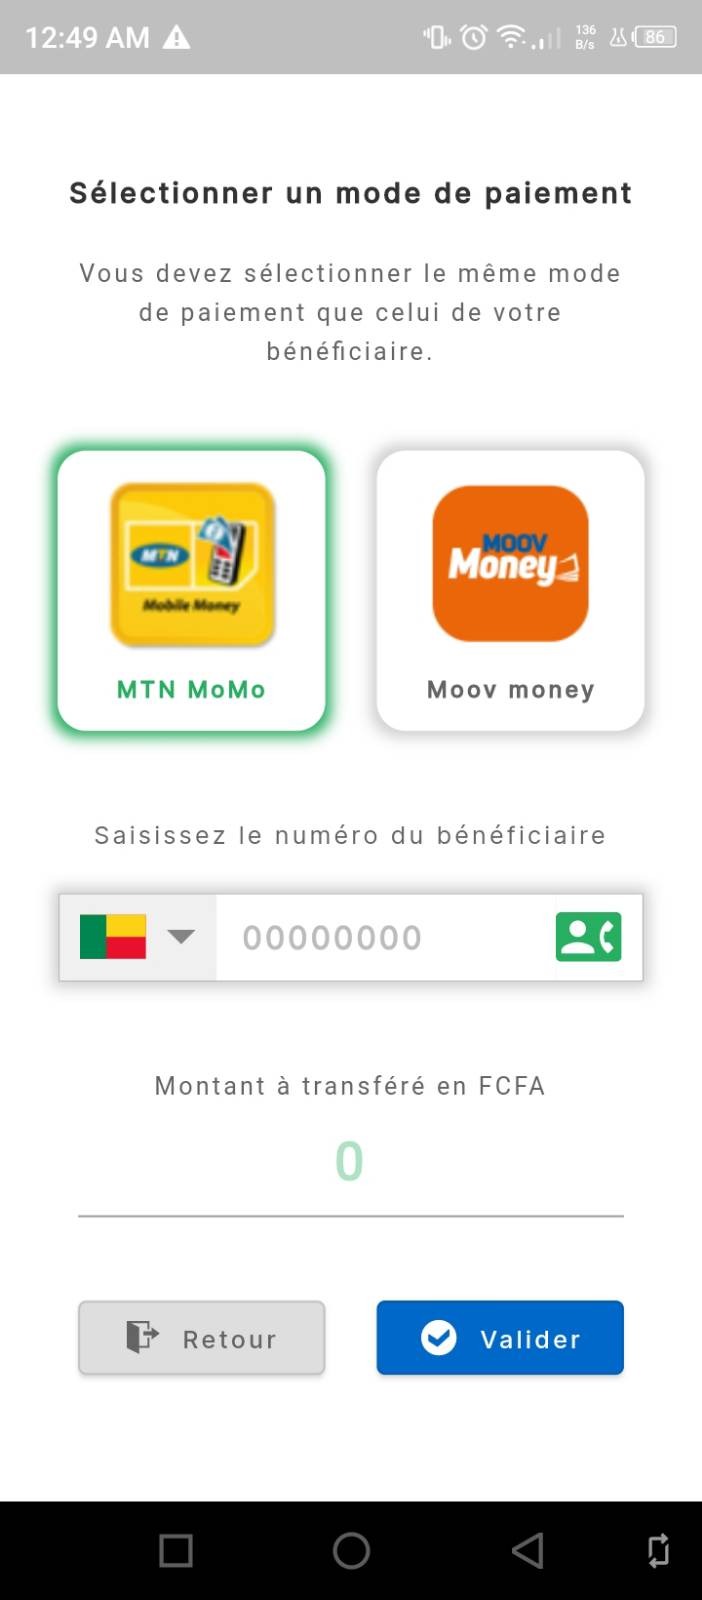 12:49 AM
136
B/s
86
Sélectionner un mode de paiement
Vous devez sélectionner le même mode
de paiement que celui de votre
bénéficiaire.
MTN
Mobile Money
MOOV
Money
MTN MoMo
Moov money
Saisissez le numéro du bénéficiaire
00000000
Montant à transféré en FCFA
0
Retour
Valider